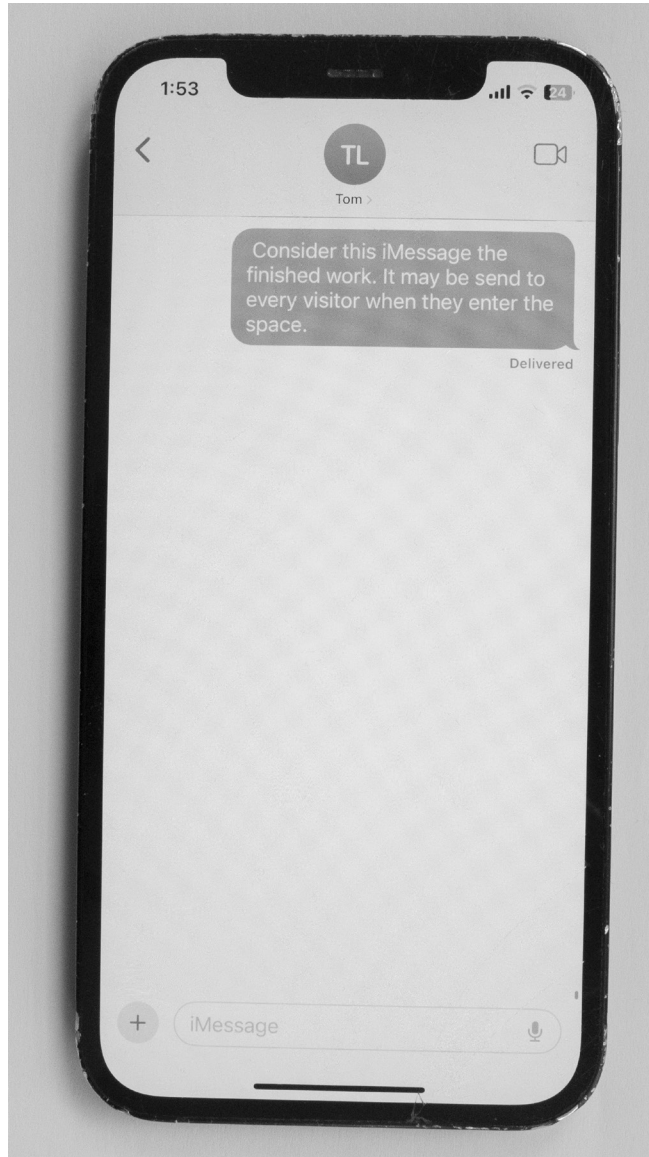 1:53
24
TL
Tom
Consider this iMessage the
finished work. It may be send to
every visitor when they enter the
space.
Delivered
iMessage